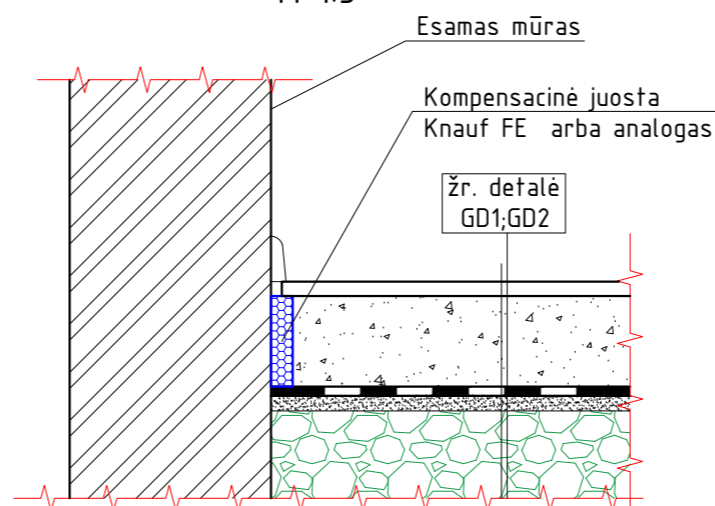 Esamas mūras
Kompensacinė juosta
Knauf FE arba analogas
žr. detalė
GD1;GD2